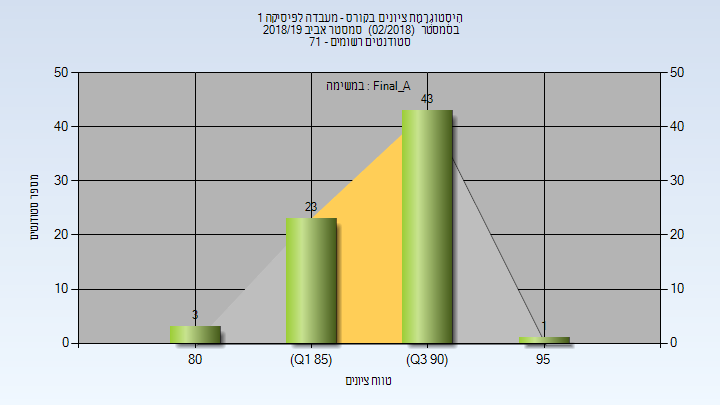 היסטוגרמת ציונים בקורס - מעבדה לפיסיקה 1
בסמסטר (02/2018) סמסטר אביב 2018/19
סטודנטים רשומים - 71
במשימה : Final_A
50
40
30
20
10
0
50
40
30
20
10
0
מספר סטודנטים
3
23
43
1
80
(Q1 85)
(Q3 90)
95
טווח ציונים